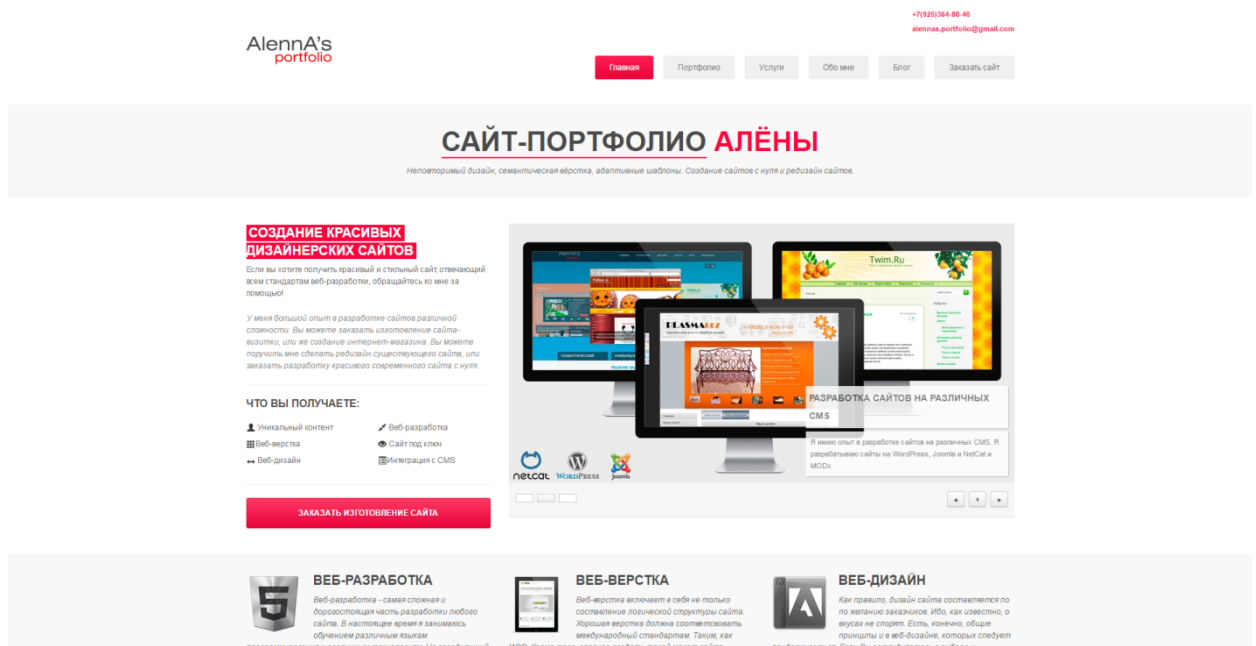 +7(925)364-88-46
alennas.portfolio@gmail.com
AlennA's
portfolio
Главная
Портфолио
Услуги
Обо мне
Блог
Заказать сайт
САЙТ-ПОРТФОЛИО АЛЁНЫ
Неповторимый дизайн, семантическая вёрстка, адаптивные шаблоны. Создание сайтов с нуля и редизайн сайтов.
СОЗДАНИЕ КРАСИВЫХ
ДИЗАЙНЕРСКИХ САЙТОВ
Если вы хотите получить красивый и стильный сайт, отвечающий
всем стандартам веб-разработки, обращайтесь ко мне за
помощью!
У меня большой опыт в разработке сайтов различной
сложности. Вы можете заказать изготовление сайта-
визитки, или же создание интернет-магазина. Вы можете
поручить мне сделать редизайн существующего сайта, или
заказать разработку красивого современного сайта с нуля.
ЧТО ВЫ ПОЛУЧАЕТЕ:
Уникальный контент
Веб-разработка
Веб-верстка
Сайт под ключ
Веб-дизайн
Интеграция с CMS
ЗАКАЗАТЬ ИЗГОТОВЛЕНИЕ САЙТА
AlennA's
Twim.Ru
PLASMAREZ
РАЗРАБОТКА САЙТОВ НА РАЗЛИЧНЫХ
CMS
Я имею опыт в разработке сайтов на различных CMS. Я
разрабатываю сайты на WordPress, Joomla и NetCat и
MODx
netcat
WORDPRESS
Joomla
ВЕБ-РАЗРАБОТКА
Веб-разработка - самая сложная и
дорогостоящая часть разработки любого
сайта. В настоящее время я занимаюсь
обучением различным языкам
ВЕБ-ВЕРСТКА
Веб-верстка включает в себя не только
составление логической структуры сайта.
Хорошая верстка должна соответсвовать
международный стандартам. Таким, как
ВЕБ-ДИЗАЙН
Как правило, дизайн сайта составляется по
по желанию заказчиков. Ибо, как известно, о
вкусах не спорят. Есть, конечно, общие
принципы и в веб-дизайне, которых следует